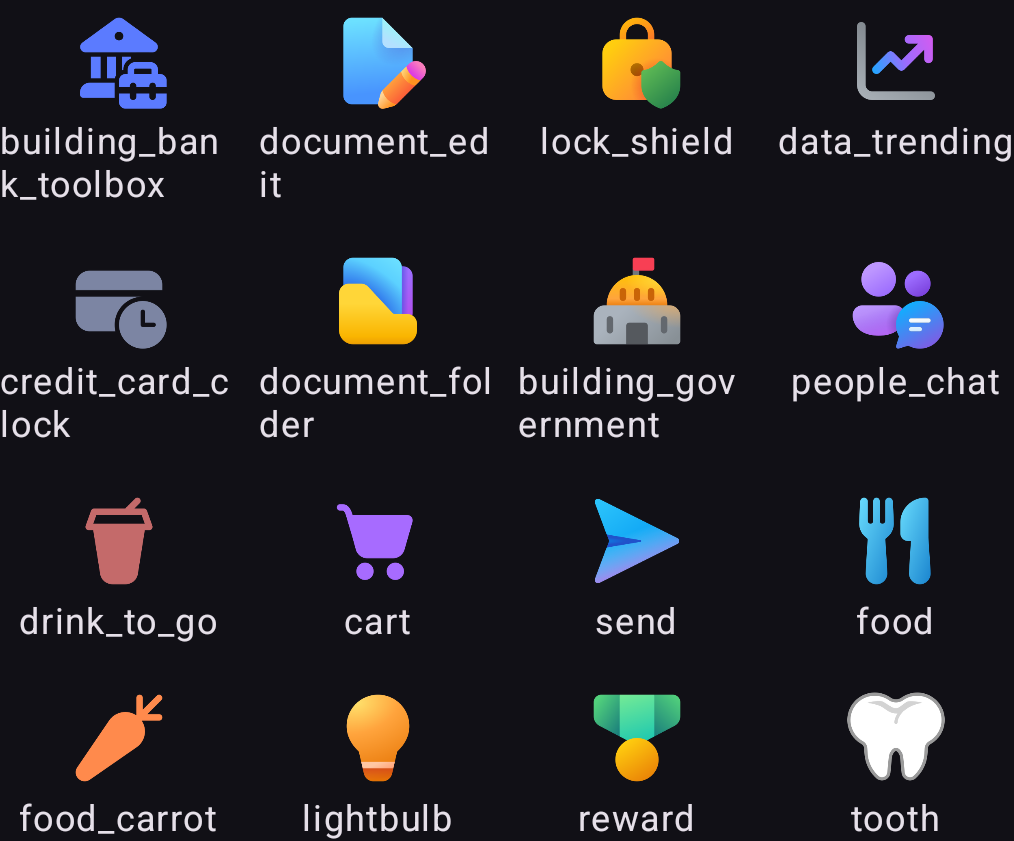 building_ban
k_toolbox
document_ed
it
lock_shield
data_trending
credit_card_c
lock
document_fol
der
building_gov
ernment
people_chat
drink_to_go
cart
send
food
food_carrot
lightbulb
reward
tooth